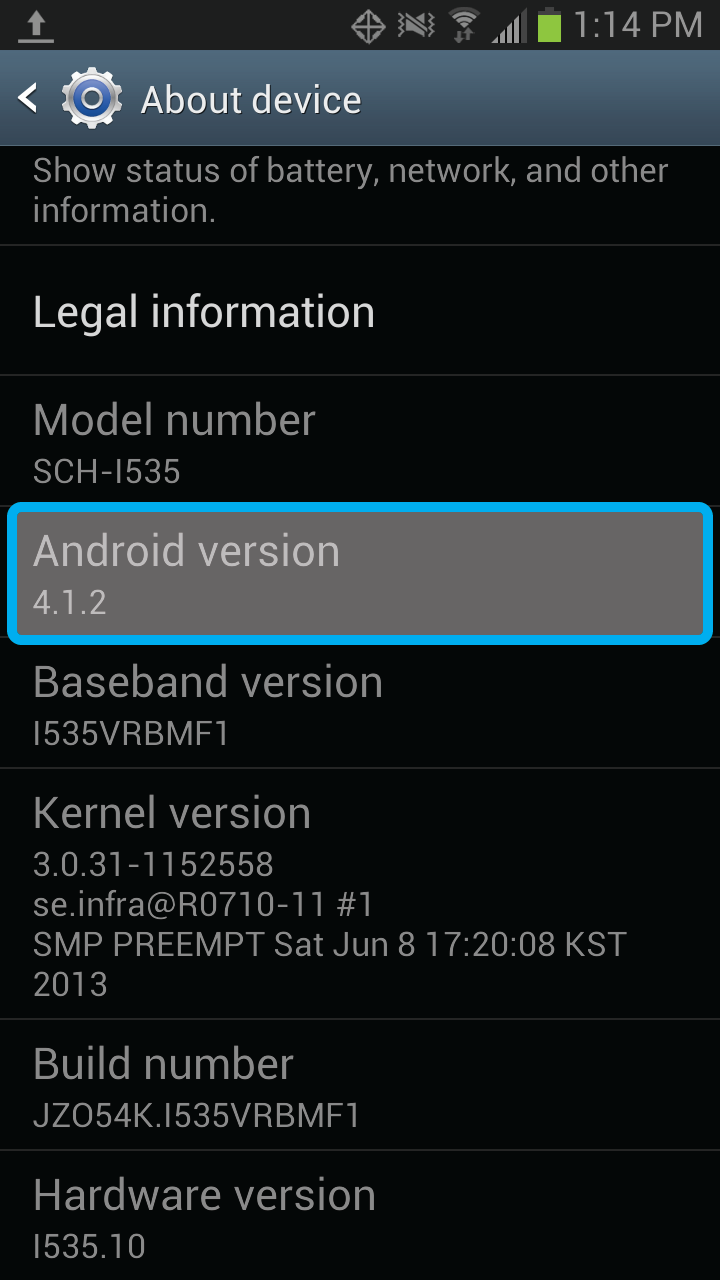 1:14 PM
About device
Show status of battery, network, and other
information.
Legal information
Model number
SCH-I535
Android version
4.1.2
Baseband version
I535VRBMF1
Kernel version
3.0.31-1152558
se.infra@R0710-11 #1
SMP PREEMPT Sat Jun 8 17:20:08 KST
2013
Build number
JZO54K.I535VRBMF1
Hardware version
I535.10